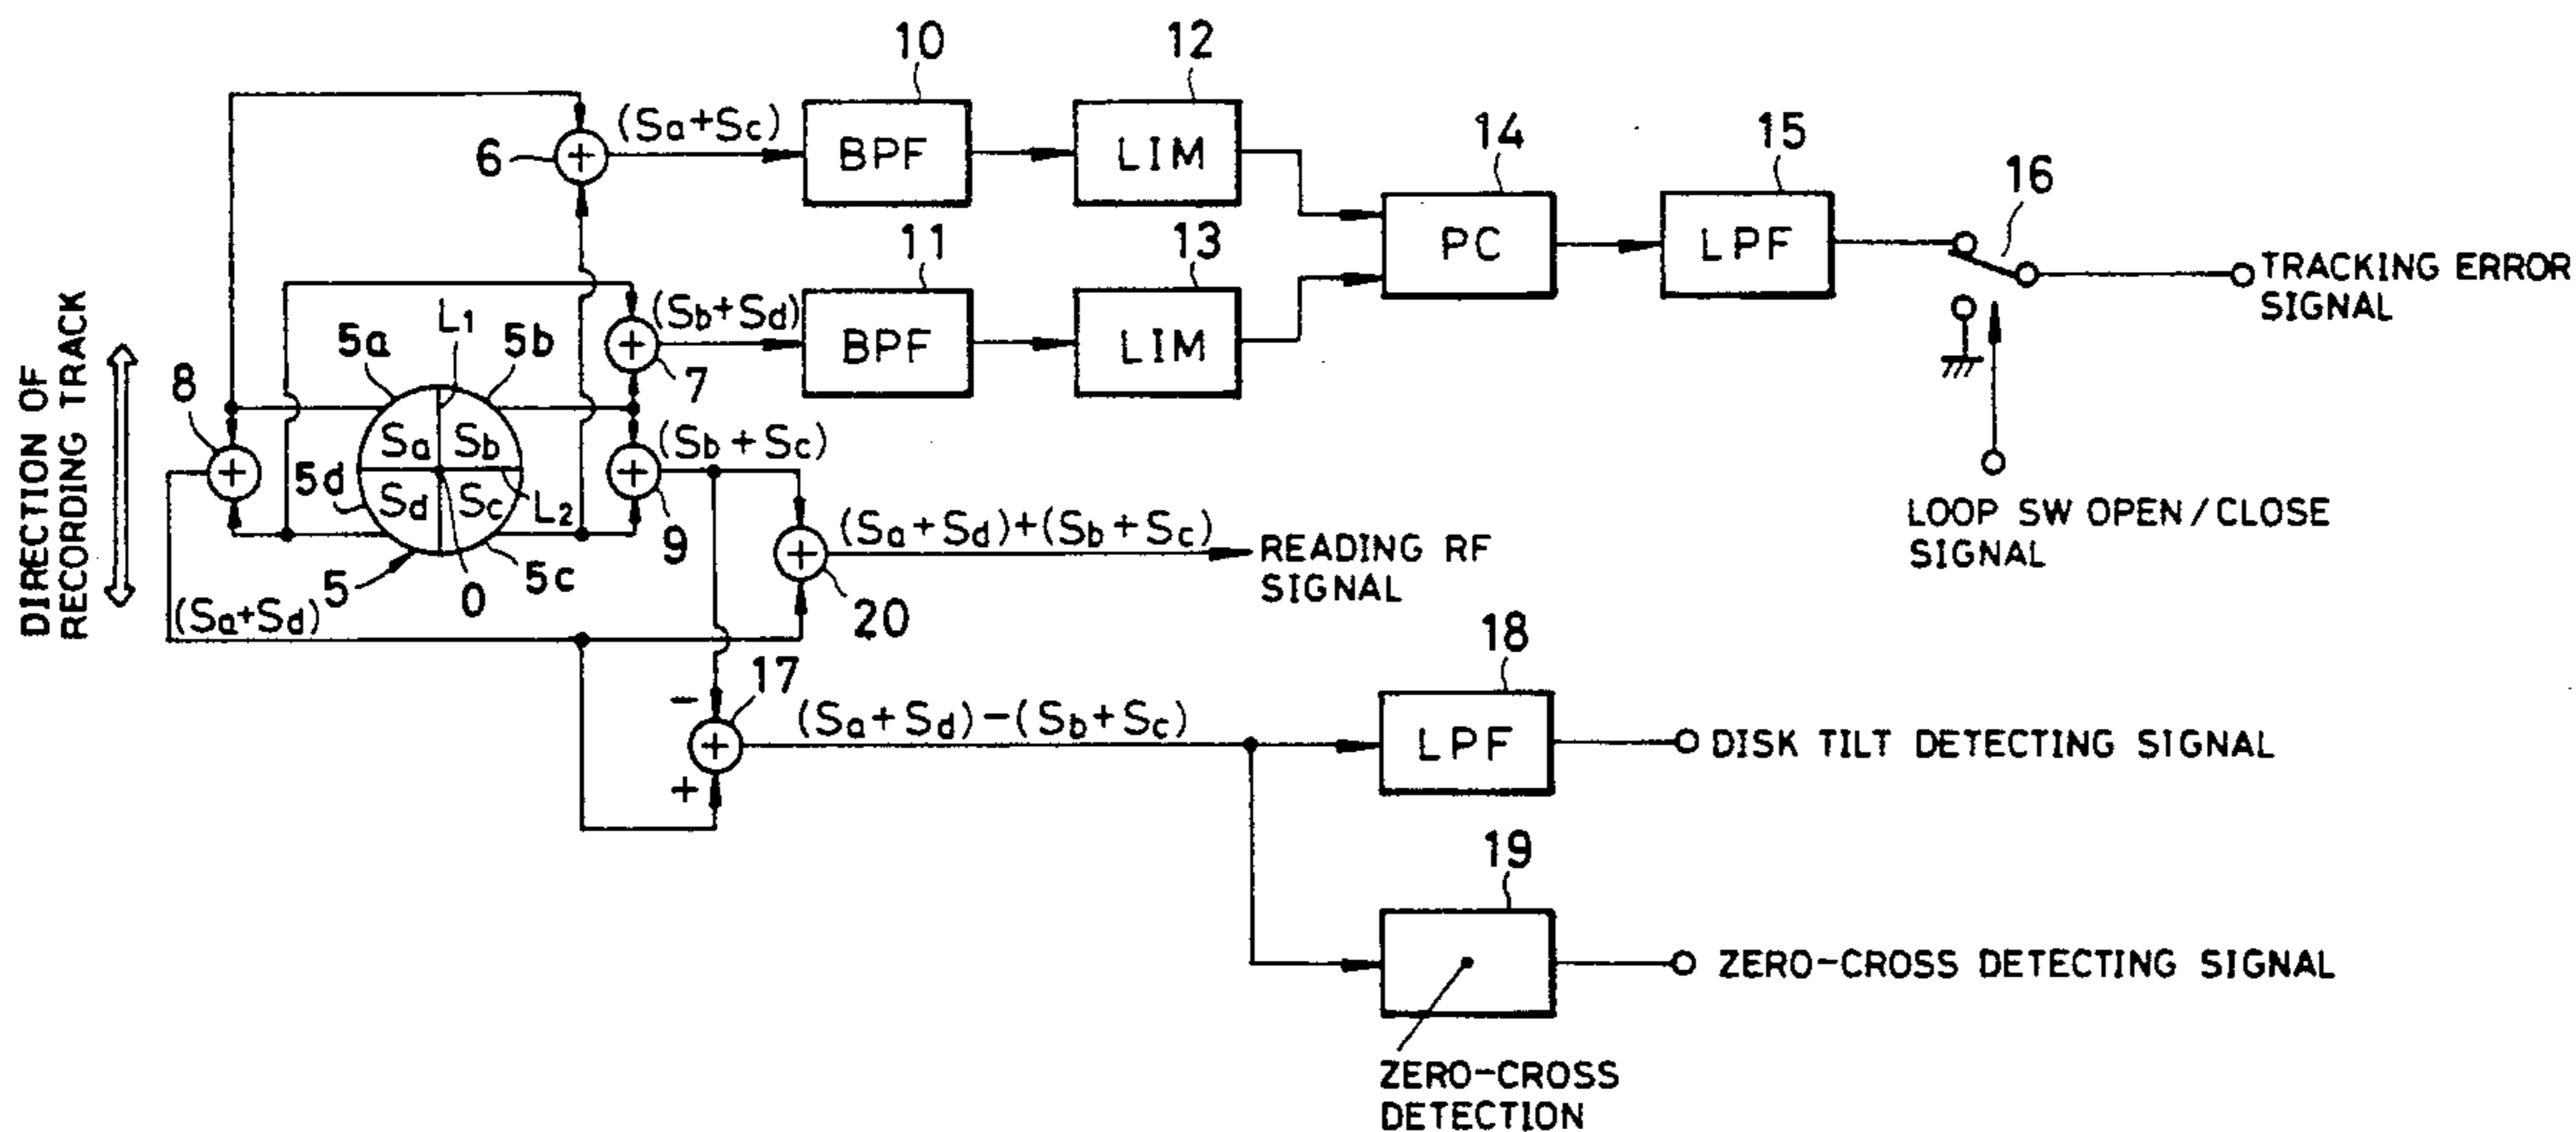 10
12
(Sa+Sc)
6
+
BPF
LIM
14
15
16
PC
LPF
TRACKING ERROR
SIGNAL
11
13
(Sb+Sd)
+
7
BPF
LIM
DIRECTION OF
RECORDING TRACK
8
+
5a
L1
5b
Sa
Sb
5d
Sd
Sc
L2
5
O
5c
(Sb+Sc)
+
9
LOOP SW OPEN/CLOSE
SIGNAL
(Sa+Sd)+(Sb+Sc)
+
20
READING RF
SIGNAL
(Sa+Sd)
17
−
+
+
(Sa+Sd)−(Sb+Sc)
18
LPF
DISK TILT DETECTING SIGNAL
19
ZERO-CROSS DETECTING SIGNAL
ZERO-CROSS
DETECTION